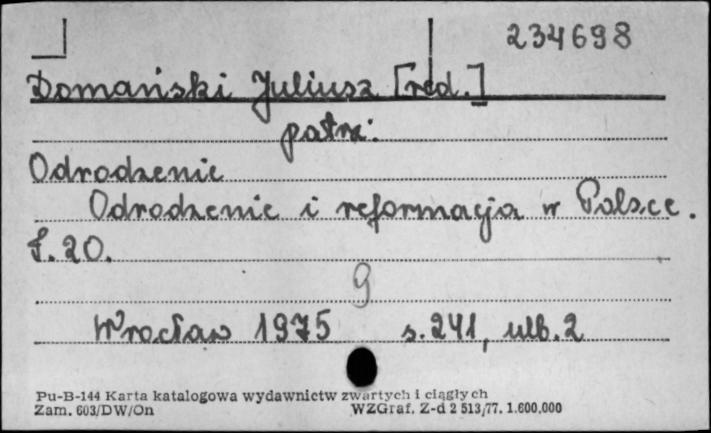 234698
Domański Juliusz [red.]
patrz:
Odrodzenie
Odrodzenie i reformacja w Polsce.
T. 20.
9
Wrocław 1975 s. 241, nlb. 2
Pu-B-144 Karta katalogowa wydawnictw zwartych i ciągłych
Zam. 603/DW/On WZGraf. Z-d 2 513/77. 1.600,000